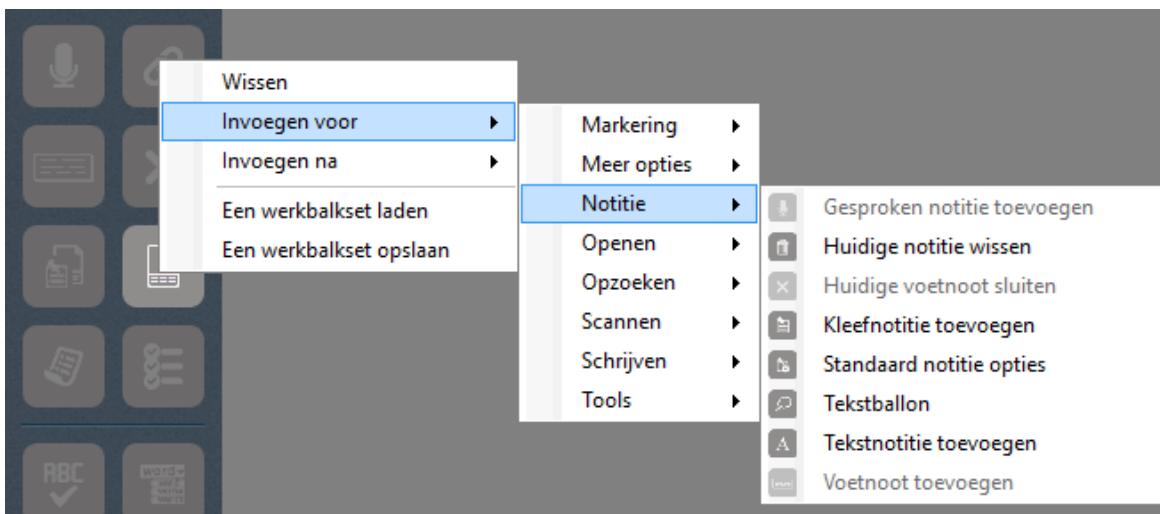 Wissen
Invoegen voor
Invoegen na
Een werkbalkset laden
Een werkbalkset opslaan
Markering
Meer opties
Notitie
Openen
Opzoeken
Scannen
Schrijven
Tools
Gesproken notitie toevoegen
Huidige notitie wissen
Huidige voetnoot sluiten
Kleefnotitie toevoegen
Standaard notitie opties
Tekstballon
A Tekstnotitie toevoegen
Voetnoot toevoegen
ABC
word